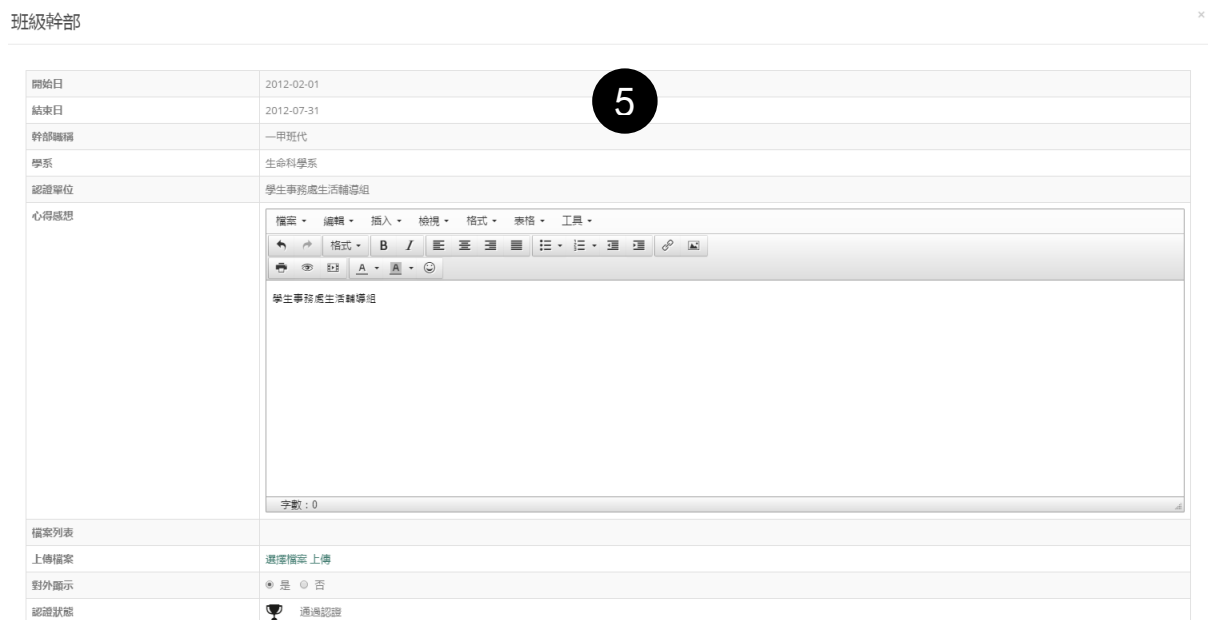 班級幹部
×
5
開始日 2012-02-01
結束日 2012-07-31
幹部職稱 一甲班代
學系 生命科學系
認證單位 學生事務處生活輔導組
心得感想
檔案 編輯 插入 檢視 格式 表格 工具
格式 B I
A A
學生事務處生活輔導組
字數：0
檔案列表
上傳檔案 選擇檔案 上傳
對外顯示 是 否
認證狀態 通過認證